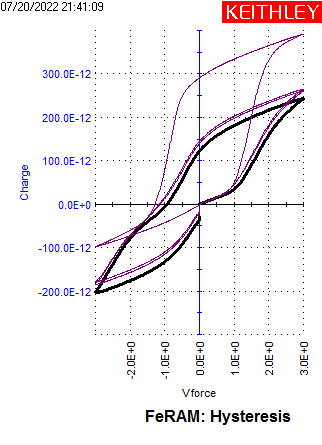 07/20/2022 21:41:09
KEITHLEY
300.0E-12
200.0E-12
100.0E-12
0.0E+0
-100.0E-12
-200.0E-12
Charge
-2.0E+0
-1.0E+0
0.0E+0
1.0E+0
2.0E+0
3.0E+0
Vforce
FeRAM: Hysteresis